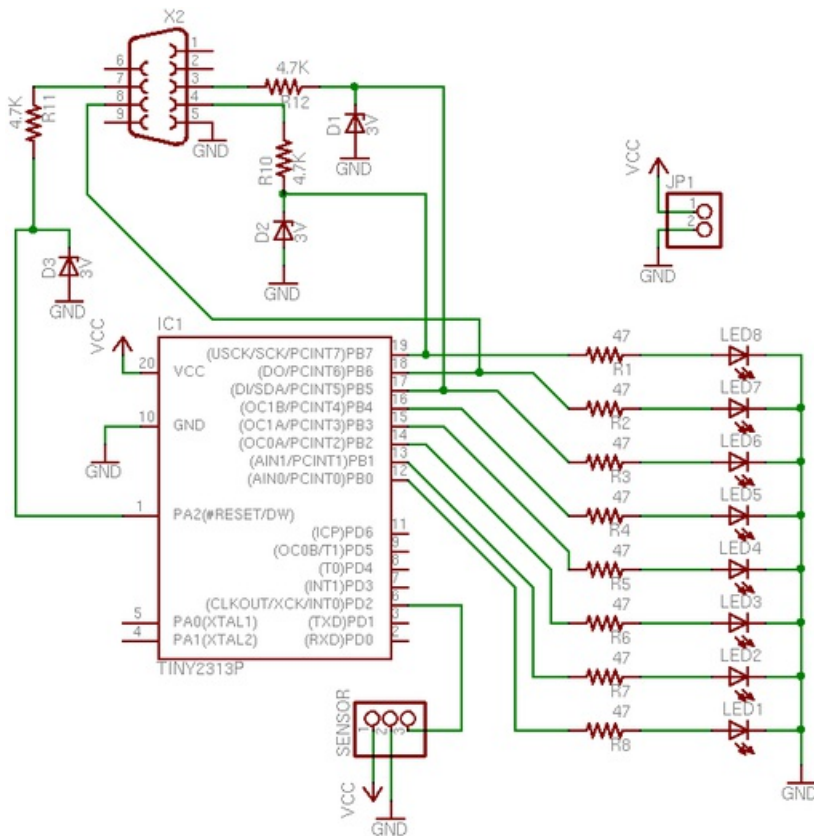 X2
1
6
2
7
3
8
4
9
5
4.7K
R11
4.7K
R12
GND
R10
4.7K
D1
3V
GND
D2
3V
GND
D3
3V
GND
VCC
JP1
1
2
GND
IC1
VCC
20
VCC
10
GND
GND
1
PA2(#RESET/DW)
5
PA0(XTAL1)
4
PA1(XTAL2)
(USCK/SCK/PCINT7)PB7
19
(DO/PCINT6)PB6
18
(DI/SDA/PCINT5)PB5
17
(OC1B/PCINT4)PB4
16
(OC1A/PCINT3)PB3
15
(OC0A/PCINT2)PB2
14
(AIN1/PCINT1)PB1
13
(AIN0/PCINT0)PB0
12
(ICP)PD6
11
(OC0B/T1)PD5
9
(T0)PD4
8
(INT1)PD3
7
(CLKOUT/XCK/INT0)PD2
6
(TXD)PD1
3
(RXD)PD0
2
TINY2313P
47
R1
LED8
47
R2
LED7
47
R3
LED6
47
R4
LED5
47
R5
LED4
47
R6
LED3
47
R7
LED2
47
R8
LED1
GND
SENSOR
1
2
3
VCC
GND